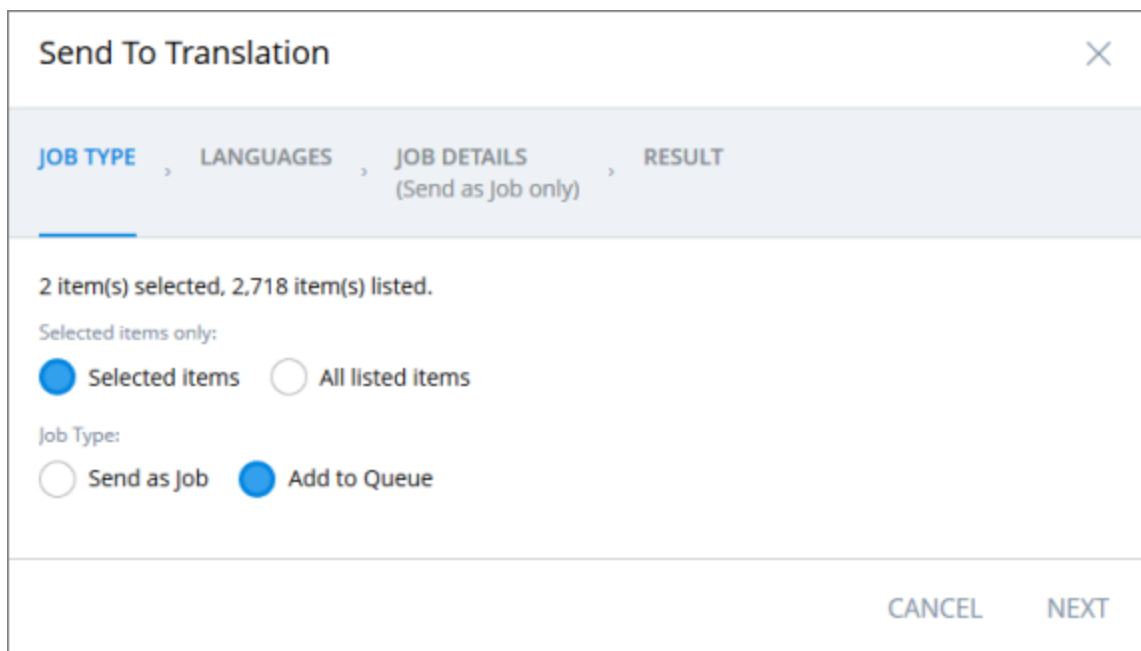 Send To Translation
JOB TYPE › LANGUAGES › JOB DETAILS › RESULT
(Send as Job only)
2 item(s) selected, 2,718 item(s) listed.
Selected items only:
Selected items All listed items
Job Type:
Send as Job Add to Queue
CANCEL NEXT